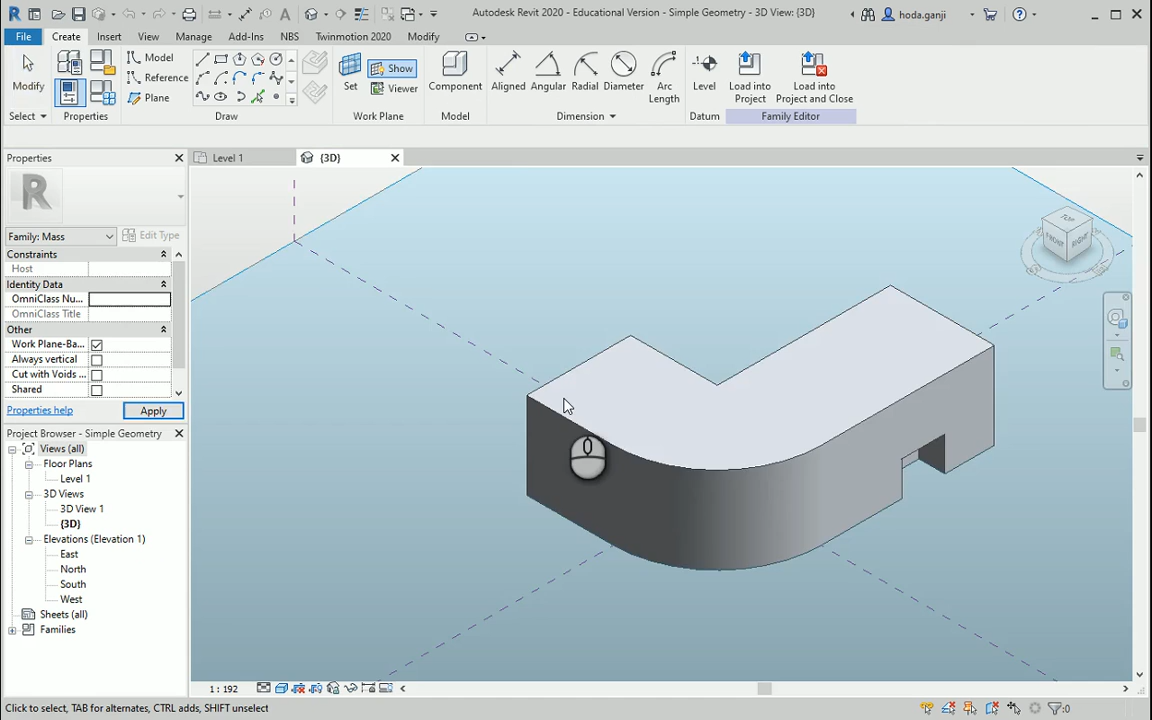 Autodesk Revit 2020 - Educational Version - Simple Geometry - 3D View: {3D}
hoda.ganji
File Create Insert View Manage Add-Ins NBS Twinmotion 2020 Modify
Modify Model Reference Plane Set Show Viewer Component Aligned Angular Radial Diameter Arc Length Level Load into Project Load into Project and Close
Select Properties Draw Work Plane Model Dimension Datum Family Editor
Properties
Level 1
{3D}
Family: Mass Edit Type
Constraints
Host
Identity Data
OmniClass Nu...
OmniClass Title
Other
Work Plane-Ba...
Always vertical
Cut with Voids ...
Shared
Properties help Apply
Project Browser - Simple Geometry
Views (all)
Floor Plans
Level 1
3D Views
3D View 1
{3D}
Elevations (Elevation 1)
East
North
South
West
Sheets (all)
Families
TOP
FRONT
RIGHT
1 : 192
Click to select, TAB for alternates, CTRL adds, SHIFT unselect
:0